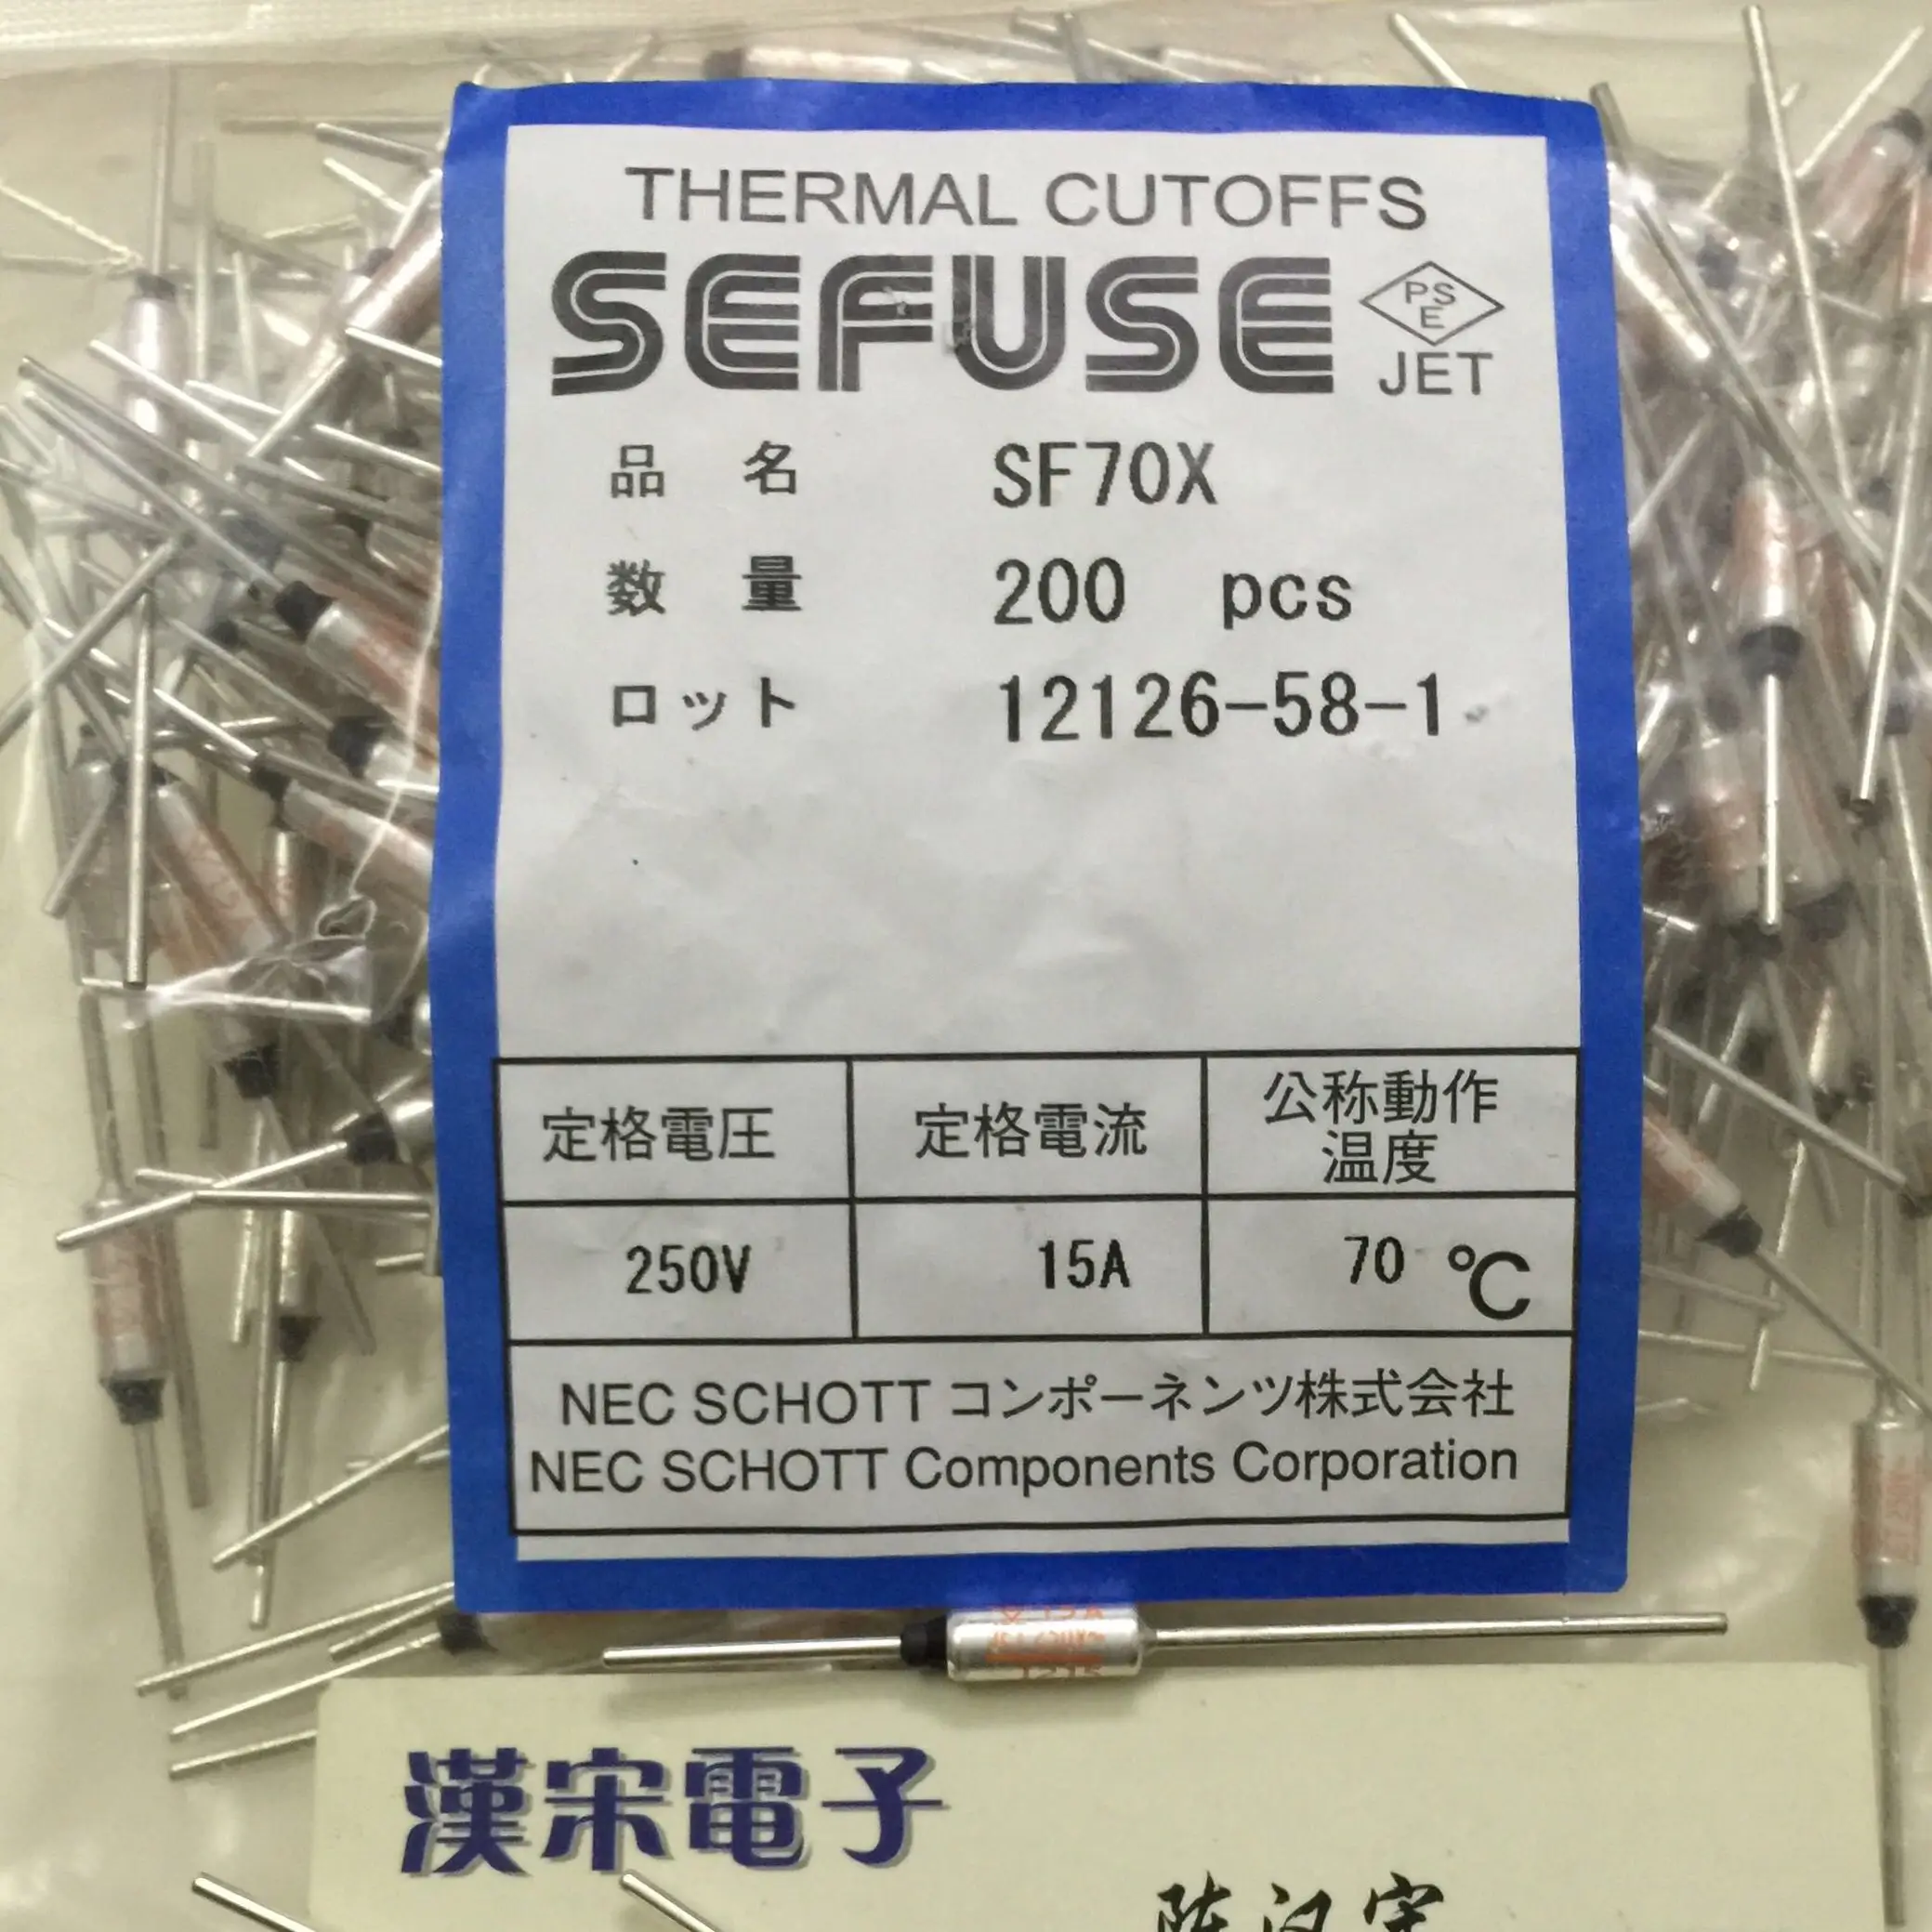 THERMAL CUTOFFS
SEFUSE
PS
E
JET
品 名 SF70X
数 量 200 pcs
ロット 12126-58-1
定格電圧 定格電流 公称動作
温度
250V 15A 70 ℃
NEC SCHOTT コンポーネンツ株式会社
NEC SCHOTT Components Corporation
15A
1215
漢宋電子